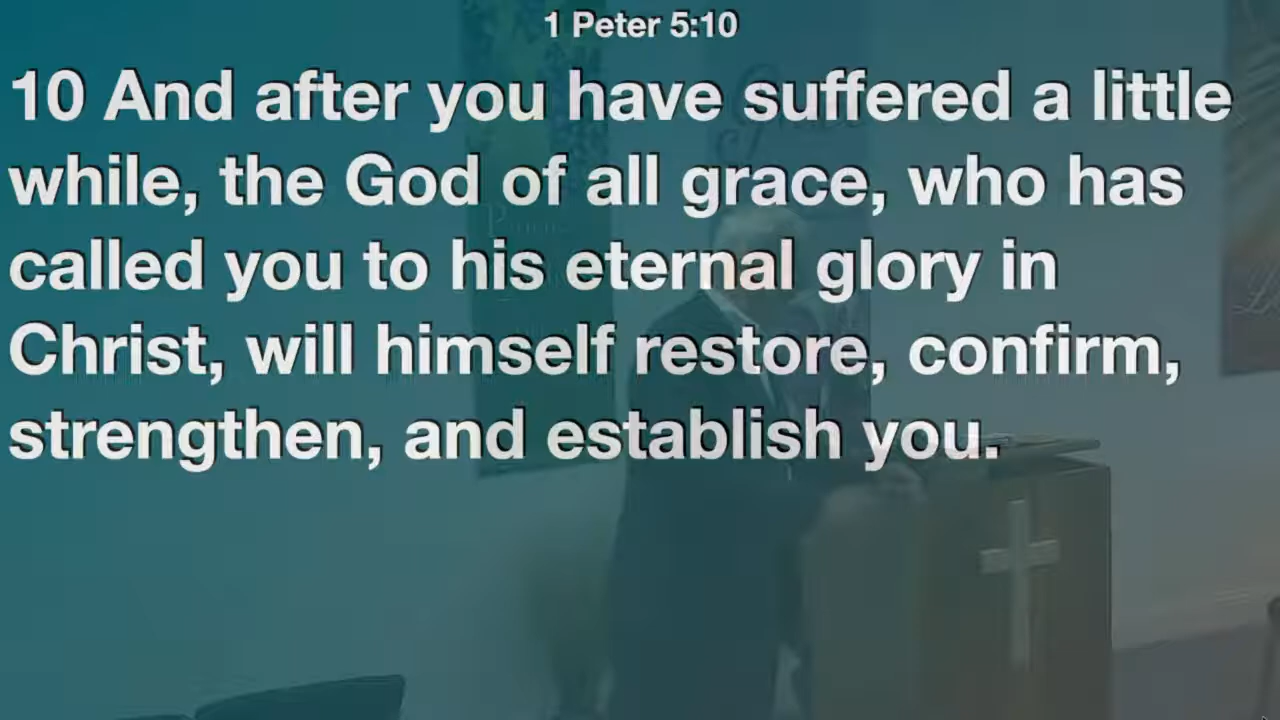 1 Peter 5:10
10 And after you have suffered a little
while, the God of all grace, who has
called you to his eternal glory in
Christ, will himself restore, confirm,
strengthen, and establish you.